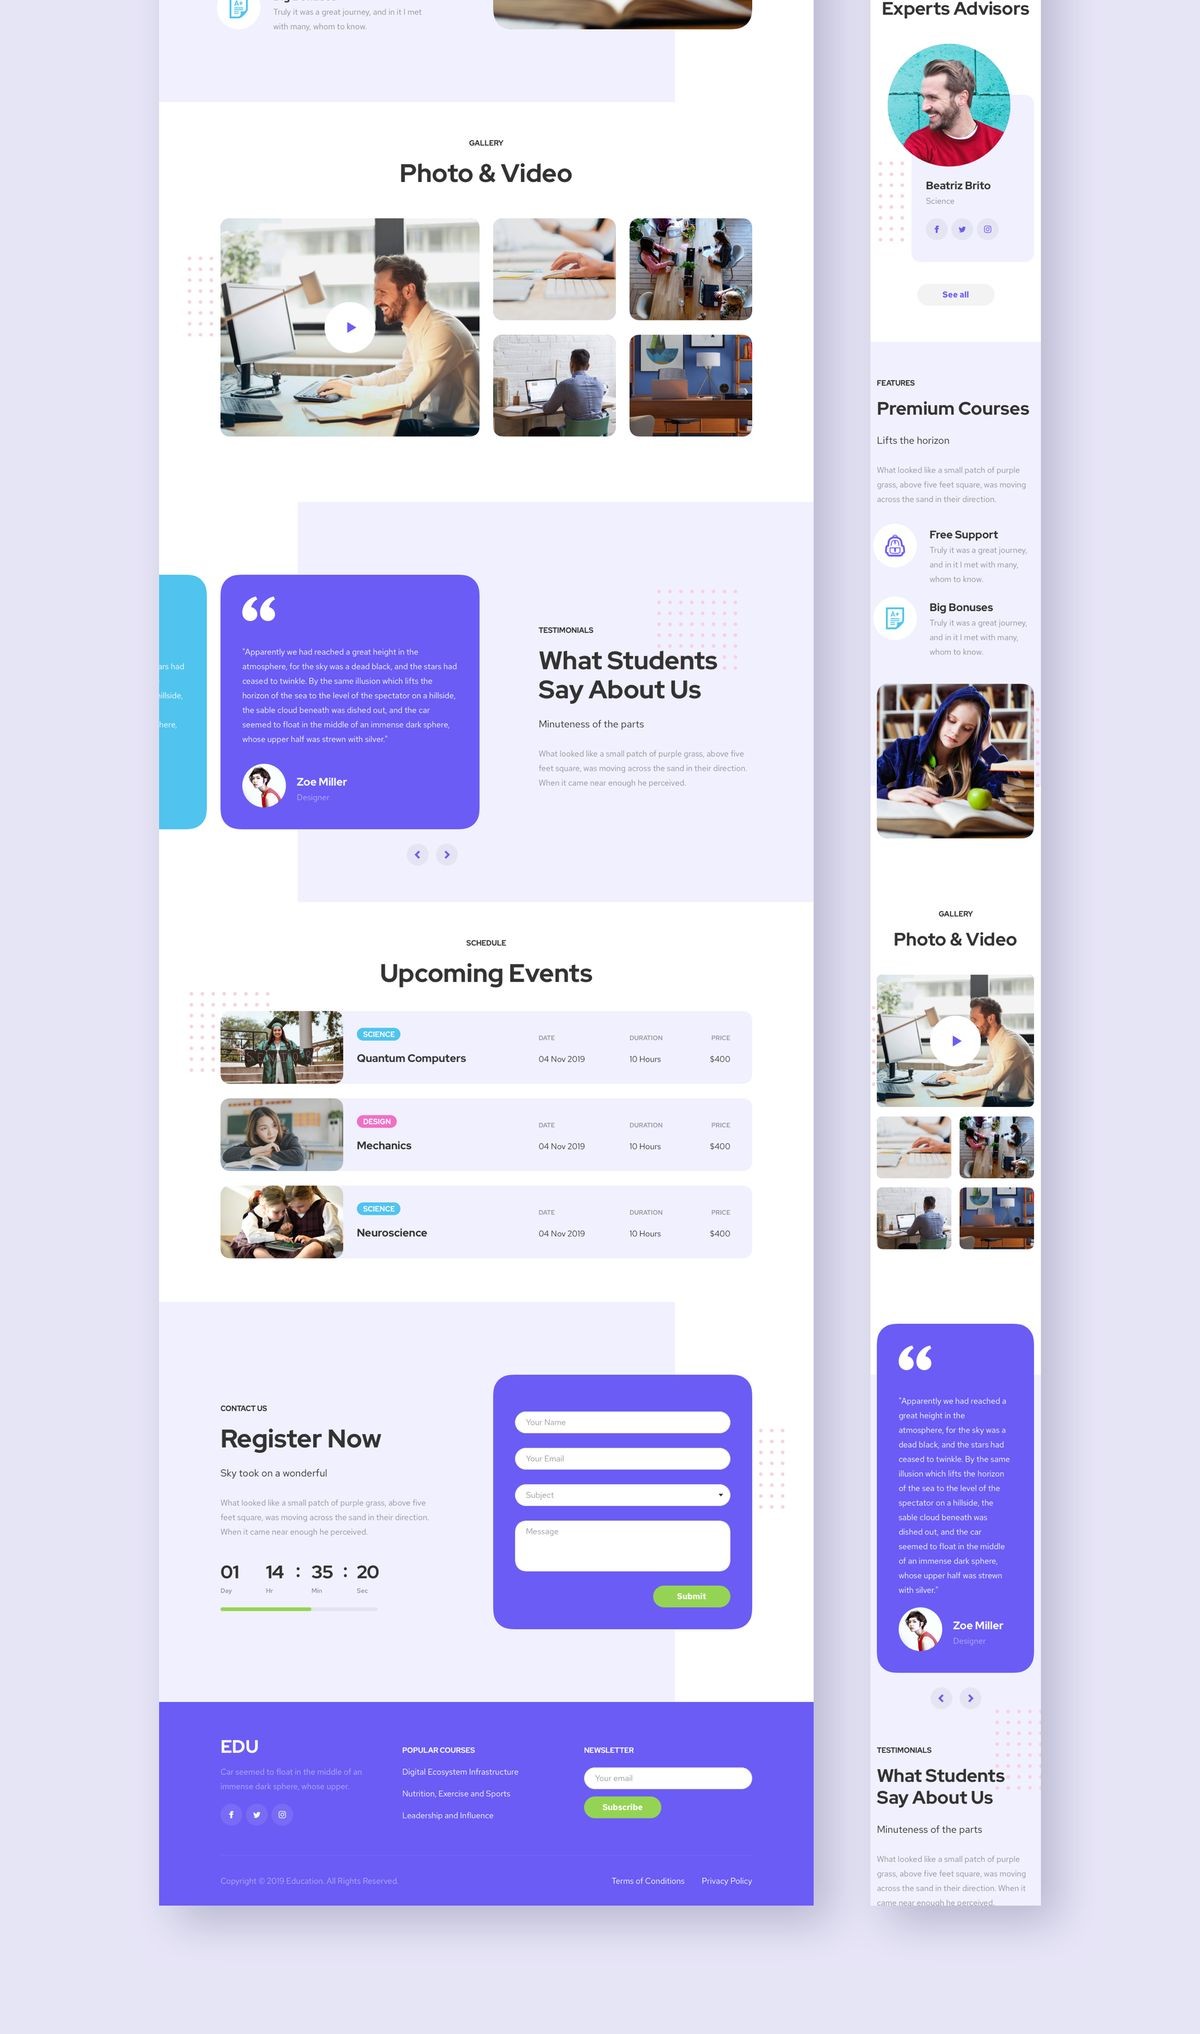 Truly it was a great journey, and in it I met
with many, whom to know.
GALLERY
Photo & Video
ars had
hillside,
here,
"Apparently we had reached a great height in the
atmosphere, for the sky was a dead black, and the stars had
ceased to twinkle. By the same illusion which lifts the
horizon of the sea to the level of the spectator on a hillside,
the sable cloud beneath was dished out, and the car
seemed to float in the middle of an immense dark sphere,
whose upper half was strewn with silver."
Zoe Miller
Designer
TESTIMONIALS
What Students
Say About Us
Minuteness of the parts
What looked like a small patch of purple grass, above five
feet square, was moving across the sand in their direction.
When it came near enough he perceived.
SCHEDULE
Upcoming Events
SCIENCE
Quantum Computers
DATE
04 Nov 2019
DURATION
10 Hours
PRICE
$400
DESIGN
Mechanics
DATE
04 Nov 2019
DURATION
10 Hours
PRICE
$400
SCIENCE
Neuroscience
DATE
04 Nov 2019
DURATION
10 Hours
PRICE
$400
CONTACT US
Register Now
Sky took on a wonderful
What looked like a small patch of purple grass, above five
feet square, was moving across the sand in their direction.
When it came near enough he perceived.
01 14 : 35 : 20
Day Hr Min Sec
Your Name
Your Email
Subject
Message
Submit
EDU
Car seemed to float in the middle of an
immense dark sphere, whose upper.
POPULAR COURSES
Digital Ecosystem Infrastructure
Nutrition, Exercise and Sports
Leadership and Influence
NEWSLETTER
Your email
Subscribe
Copyright © 2019 Education. All Rights Reserved.
Terms of Conditions
Privacy Policy
Experts Advisors
Beatriz Brito
Science
See all
FEATURES
Premium Courses
Lifts the horizon
What looked like a small patch of purple
grass, above five feet square, was moving
across the sand in their direction.
Free Support
Truly it was a great journey,
and in it I met with many,
whom to know.
A+
Big Bonuses
Truly it was a great journey,
and in it I met with many,
whom to know.
GALLERY
Photo & Video
"Apparently we had reached a
great height in the
atmosphere, for the sky was a
dead black, and the stars had
ceased to twinkle. By the same
illusion which lifts the horizon
of the sea to the level of the
spectator on a hillside, the
sable cloud beneath was
dished out, and the car
seemed to float in the middle
of an immense dark sphere,
whose upper half was strewn
with silver."
Zoe Miller
Designer
TESTIMONIALS
What Students
Say About Us
Minuteness of the parts
What looked like a small patch of purple
grass, above five feet square, was moving
across the sand in their direction. When it
came near enough he perceived.